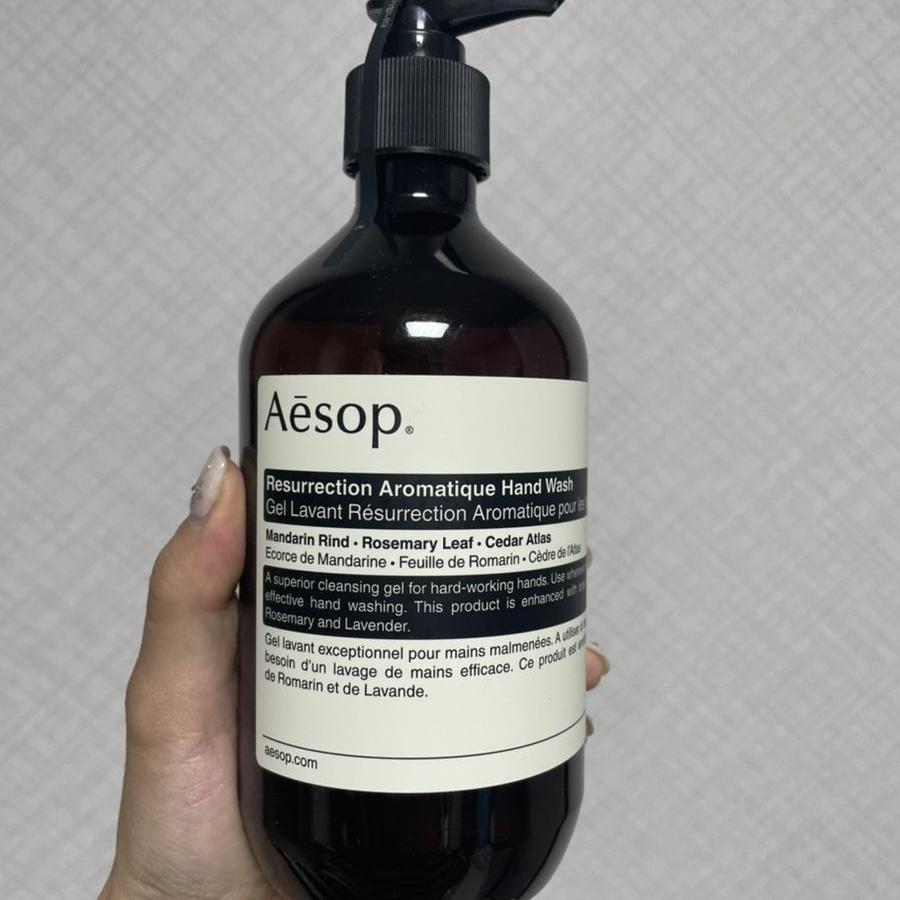 Aēsop®
Resurrection Aromatique Hand Wash
Gel Lavant Résurrection Aromatique pour les
Mandarin Rind • Rosemary Leaf • Cedar Atlas
Ecorce de Mandarine • Feuille de Romarin • Cèdre de l'Atlas
A superior cleansing gel for hard-working hands. Use whenever
effective hand washing. This product is enhanced with
Rosemary and Lavender.
Gel lavant exceptionnel pour mains malmenées. A utiliser
besoin d'un lavage de mains efficace. Ce produit est
de Romarin et de Lavande.
aesop.com